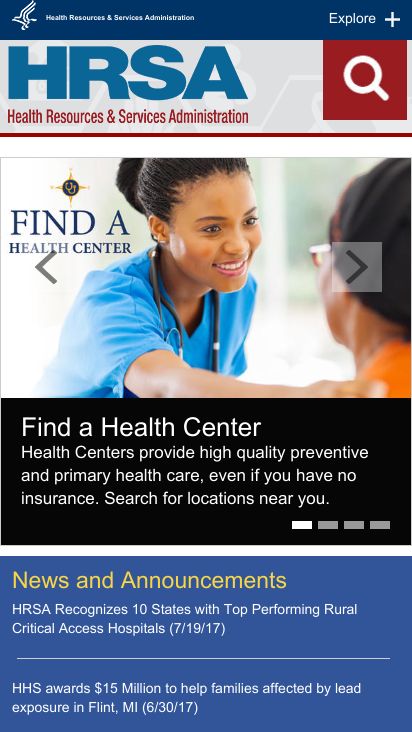 Health Resources & Services Administration
Explore +
HRSA
Health Resources & Services Administration
FIND A
HEALTH CENTER
Find a Health Center
Health Centers provide high quality preventive
and primary health care, even if you have no
insurance. Search for locations near you.
News and Announcements
HRSA Recognizes 10 States with Top Performing Rural
Critical Access Hospitals (7/19/17)
HHS awards $15 Million to help families affected by lead
exposure in Flint, MI (6/30/17)